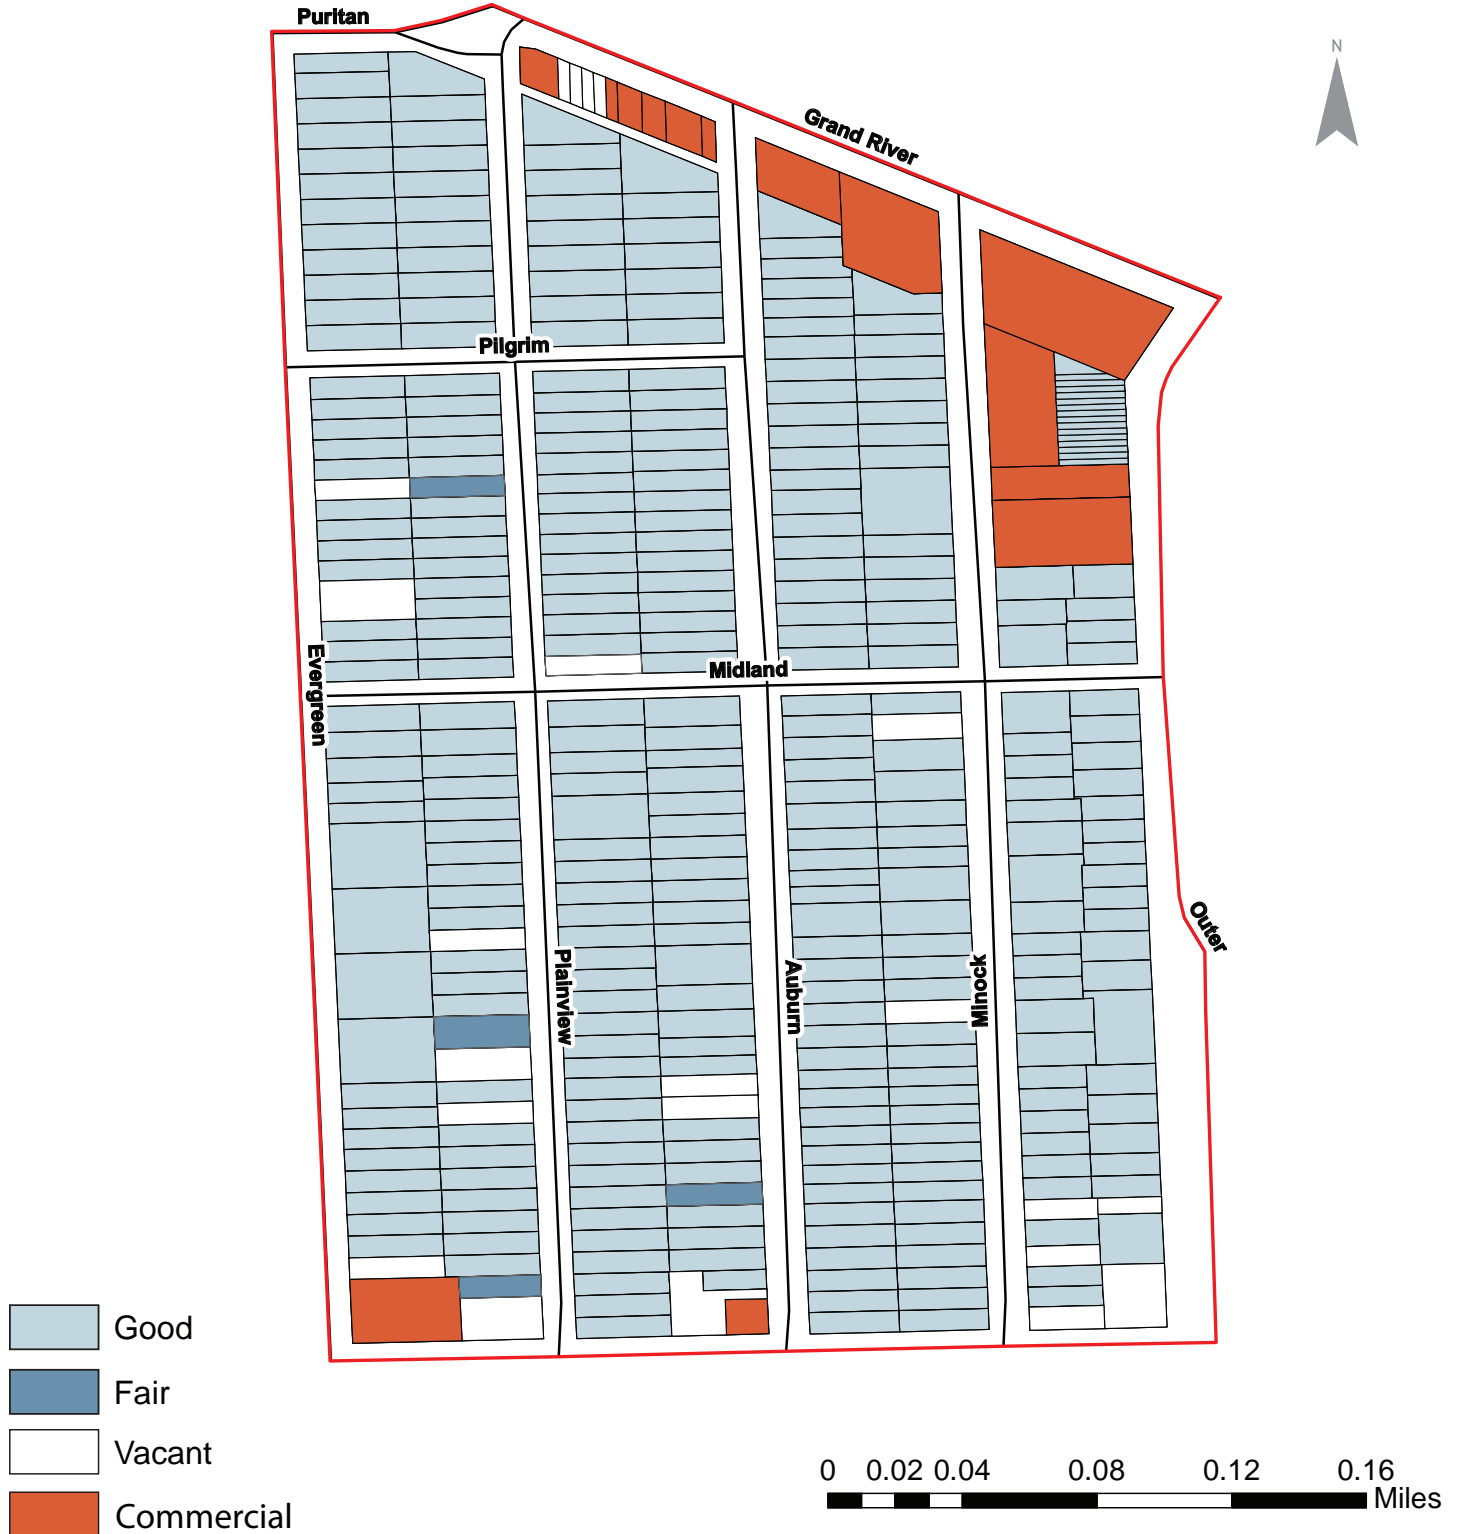 Puritan
N
Grand River
Pilgrim
Midland
Evergreen
Outer
Plainview
Auburn
Minock
Good
Fair
Vacant
Commercial
0 0.02 0.04 0.08 0.12 0.16
Miles